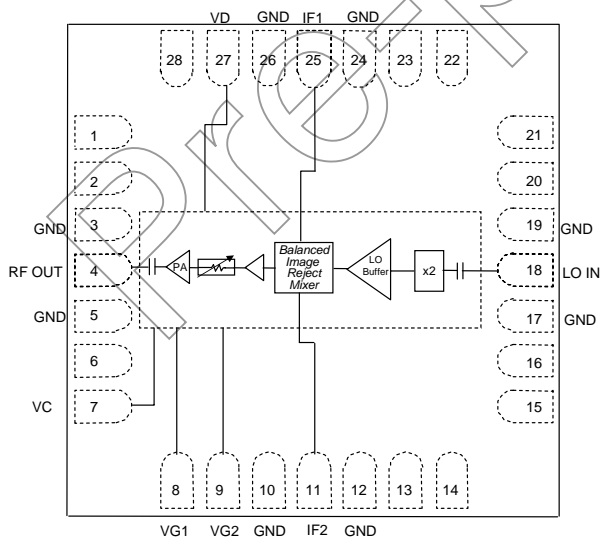 VD GND IF1 GND
28 27 26 25 24 23 22
1 21
2 20
GND 3 19 GND
RF OUT 4 PA Balanced Image Reject Mixer LO Buffer x2 18 LO IN
GND 5 17 GND
6 16
VC 7 15
8 9 10 11 12 13 14
VG1 VG2 GND IF2 GND
Pre-p